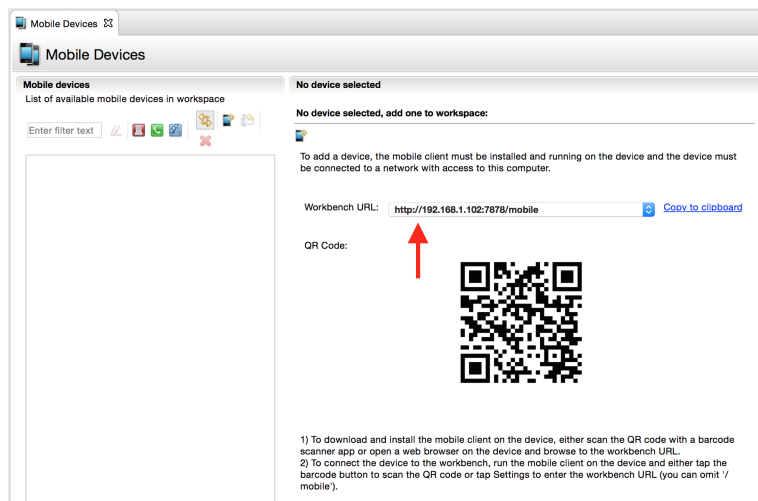 Mobile Devices
Mobile Devices
Mobile devices
List of available mobile devices in workspace
Enter filter text
No device selected
No device selected, add one to workspace:
To add a device, the mobile client must be installed and running on the device and the device must
be connected to a network with access to this computer.
Workbench URL:
http://192.168.1.102:7878/mobile
Copy to clipboard
QR Code:
1) To download and install the mobile client on the device, either scan the QR code with a barcode
scanner app or open a web browser on the device and browse to the workbench URL.
2) To connect the device to the workbench, run the mobile client on the device and either tap the
barcode button to scan the QR code or tap Settings to enter the workbench URL (you can omit '/
mobile').